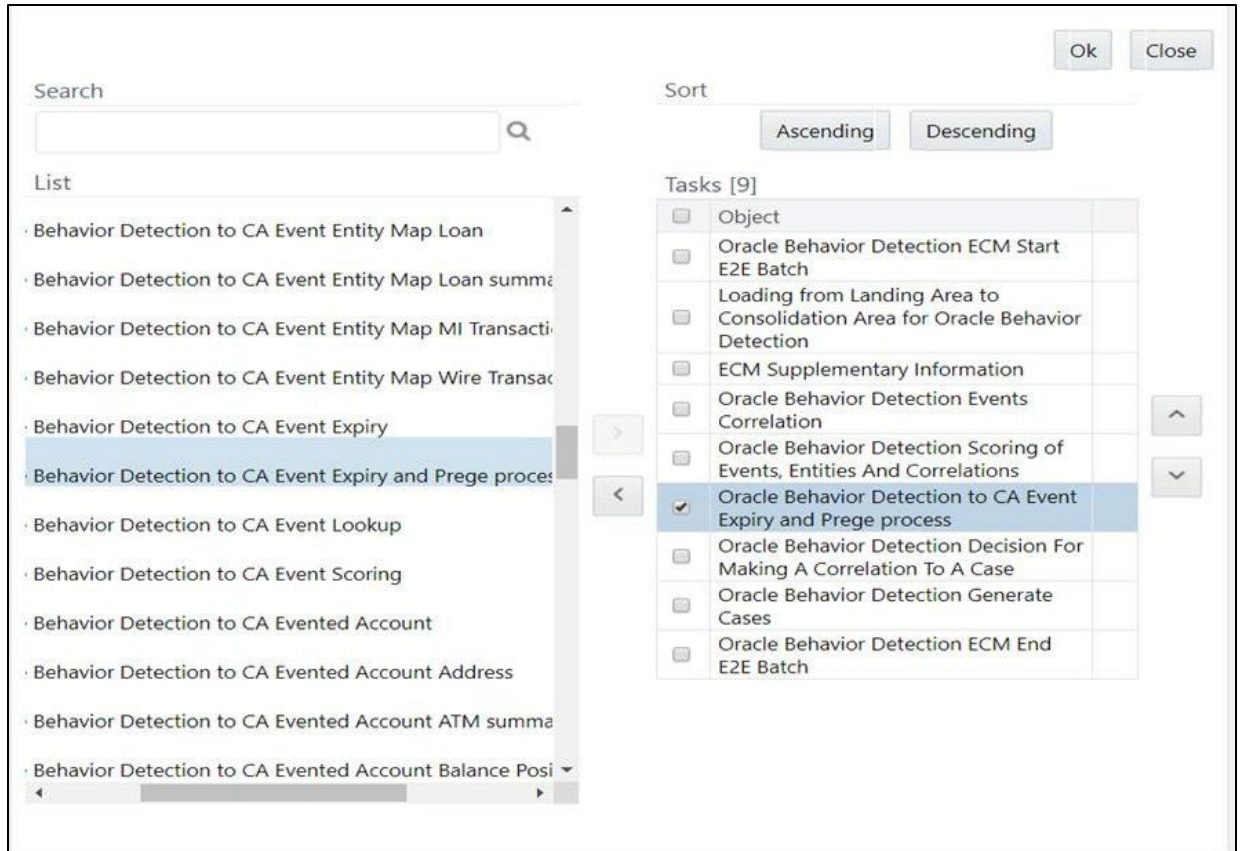 Ok Close
Search
Sort
Ascending Descending
List
Tasks [9]
Behavior Detection to CA Event Entity Map Loan
Behavior Detection to CA Event Entity Map Loan summa
Behavior Detection to CA Event Entity Map MI Transacti
Behavior Detection to CA Event Entity Map Wire Transac
Behavior Detection to CA Event Expiry
Behavior Detection to CA Event Expiry and Prege proces
Behavior Detection to CA Event Lookup
Behavior Detection to CA Event Scoring
Behavior Detection to CA Evented Account
Behavior Detection to CA Evented Account Address
Behavior Detection to CA Evented Account ATM summa
Behavior Detection to CA Evented Account Balance Posi
Object
Oracle Behavior Detection ECM Start
E2E Batch
Loading from Landing Area to
Consolidation Area for Oracle Behavior
Detection
ECM Supplementary Information
Oracle Behavior Detection Events
Correlation
Oracle Behavior Detection Scoring of
Events, Entities And Correlations
Oracle Behavior Detection to CA Event
Expiry and Prege process
Oracle Behavior Detection Decision For
Making A Correlation To A Case
Oracle Behavior Detection Generate
Cases
Oracle Behavior Detection ECM End
E2E Batch